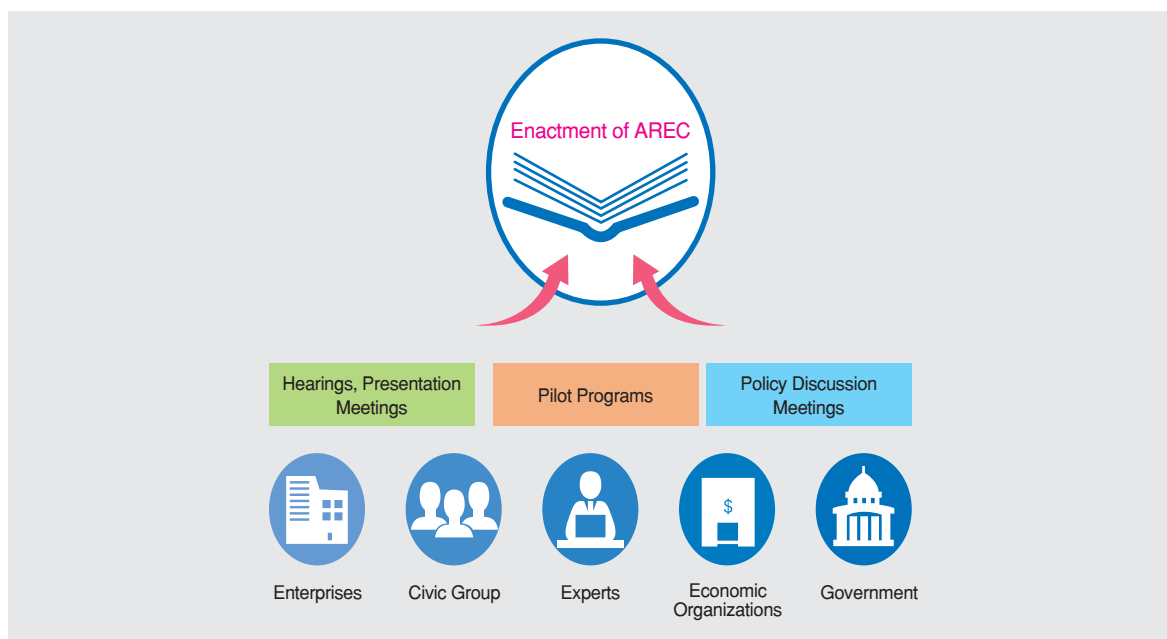 Enactment of AREC
Hearings, Presentation
Meetings
Pilot Programs
Policy Discussion
Meetings
$
Enterprises
Civic Group
Experts
Economic
Organizations
Government